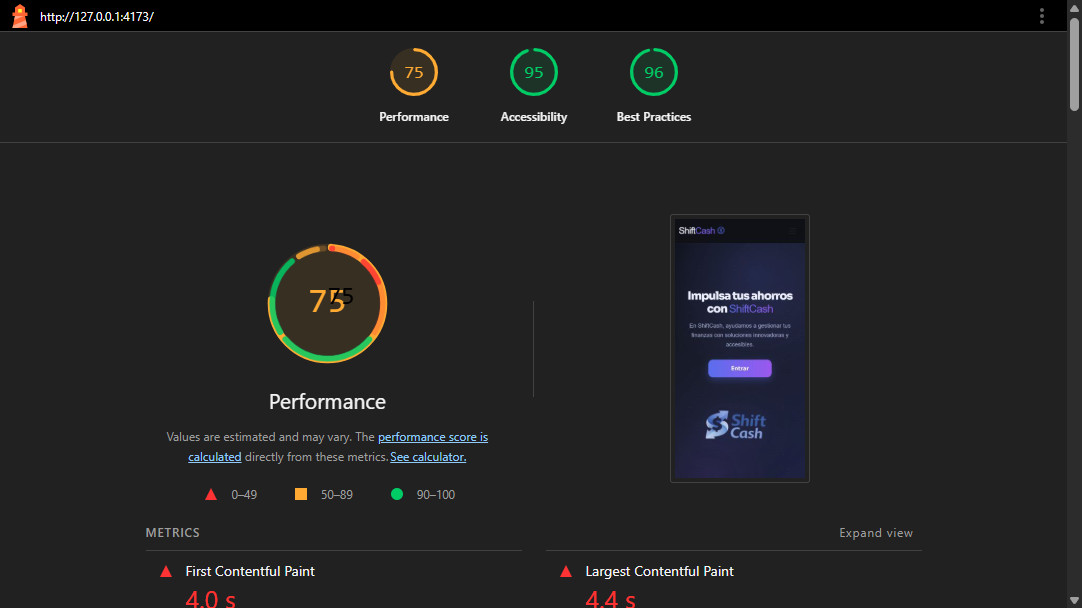 http://127.0.0.1:4173/
75 95 96
Performance Accessibility Best Practices
75
75
Performance
Values are estimated and may vary. The performance score is
calculated directly from these metrics. See calculator.
0–49 50–89 90–100
ShiftCash
Impulsa tus ahorros
con ShiftCash
En ShiftCash, ayudamos a gestionar tus
finanzas con soluciones innovadoras y
accesibles.
Entrar
Shift
Cash
METRICS Expand view
First Contentful Paint
4.0 s
Largest Contentful Paint
4.4 s